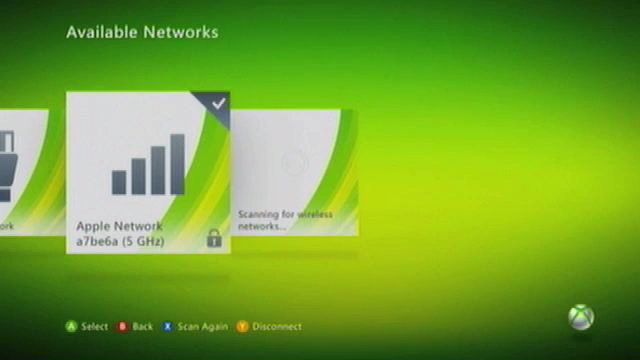 Available Networks
ork
Apple Network
a7be6a (5 GHz)
Scanning for wireless
networks...
A Select B Back X Scan Again Y Disconnect